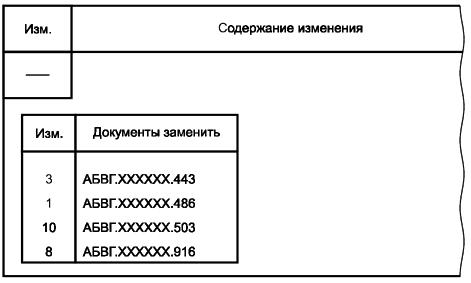 Изм. Содержание изменения
—
Изм. Документы заменить
3 АБВГ.XXXXXX.443
1 АБВГ.XXXXXX.486
10 АБВГ.XXXXXX.503
8 АБВГ.XXXXXX.916